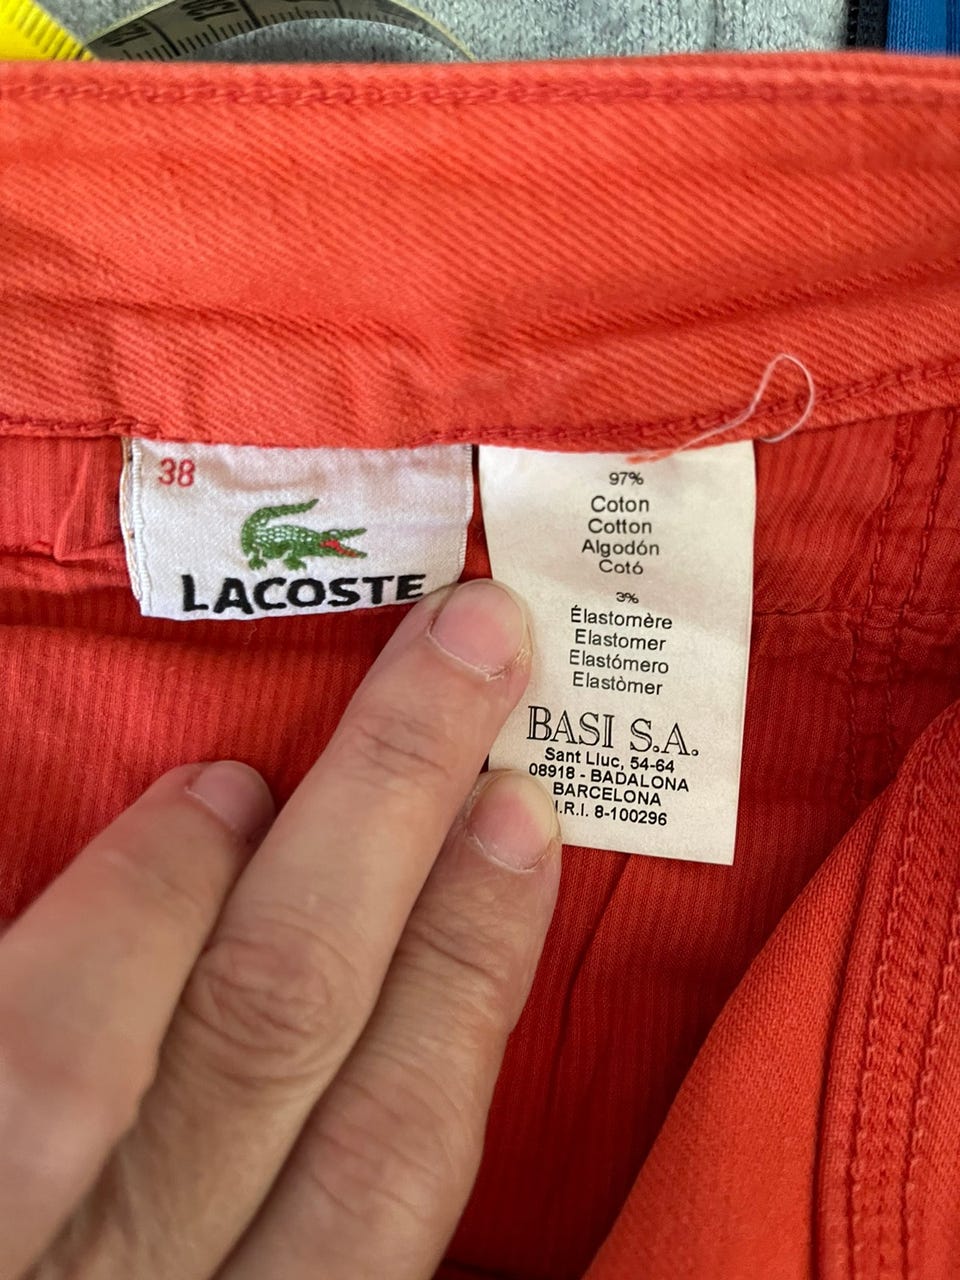 38
LACOSTE
97%
Coton
Cotton
Algodón
Cotó
3%
Élastomère
Elastomer
Elastómero
Elastòmer
BASI S.A.
Sant Lluc, 54-64
08918 - BADALONA
BARCELONA
.R.I. 8-100296